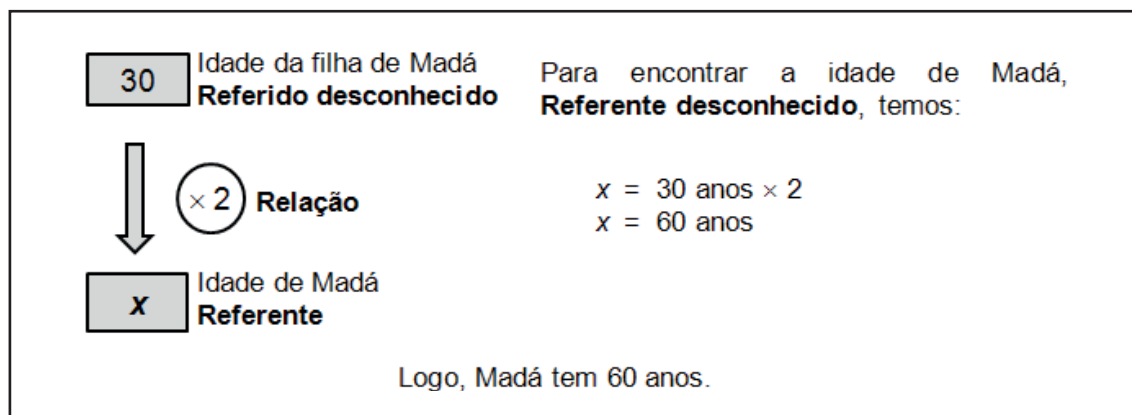 30
Idade da filha de Madá
Referido desconhecido
Para encontrar a idade de Madá,
Referente desconhecido, temos:
× 2
Relação
x = 30 anos × 2
x = 60 anos
x
Idade de Madá
Referente
Logo, Madá tem 60 anos.